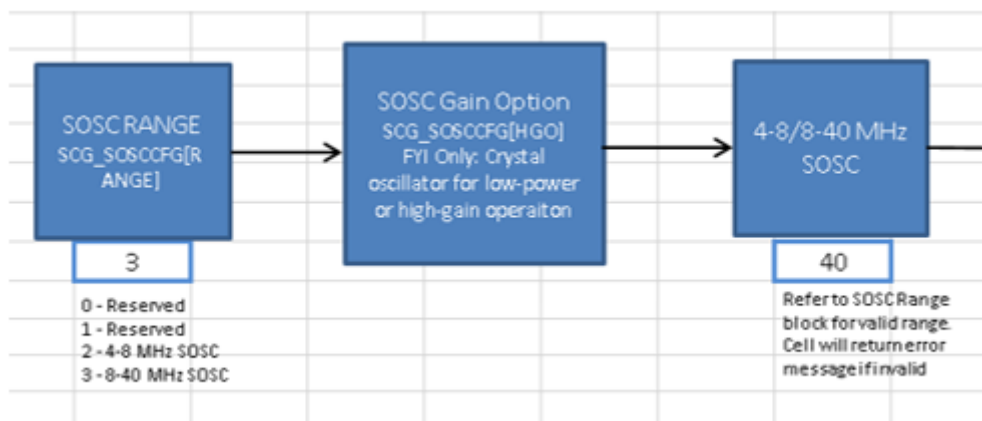 SOSC RANGE
SCG_SOSCCFG[R
ANGE]
3
0 - Reserved
1 - Reserved
2 - 4-8 MHz SOSC
3 - 8-40 MHz SOSC
SOSC Gain Option
SCG_SOSCCFG[HGO]
FYI Only: Crystal
oscillator for low-power
or high-gain operaiton
4-8/8-40 MHz
SOSC
40
Refer to SOSC Range
block for valid range.
Cell will return error
message if invalid